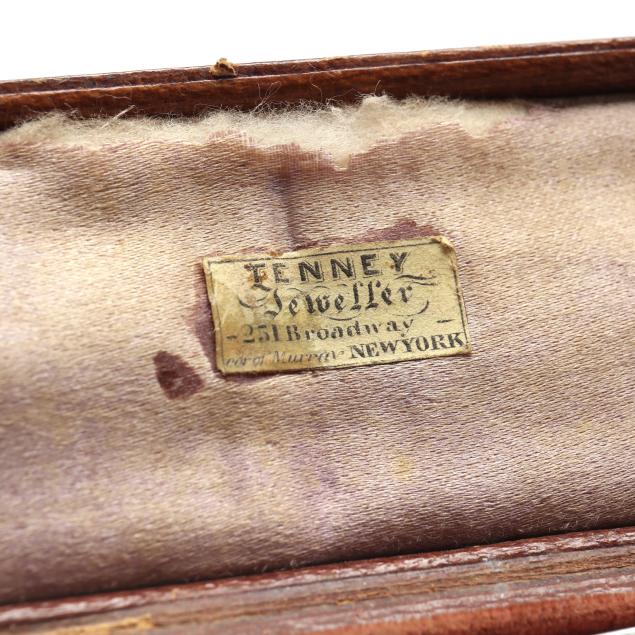 TENNEY
Jeweller
- 251 Broadway -
cor of Murray NEWYORK